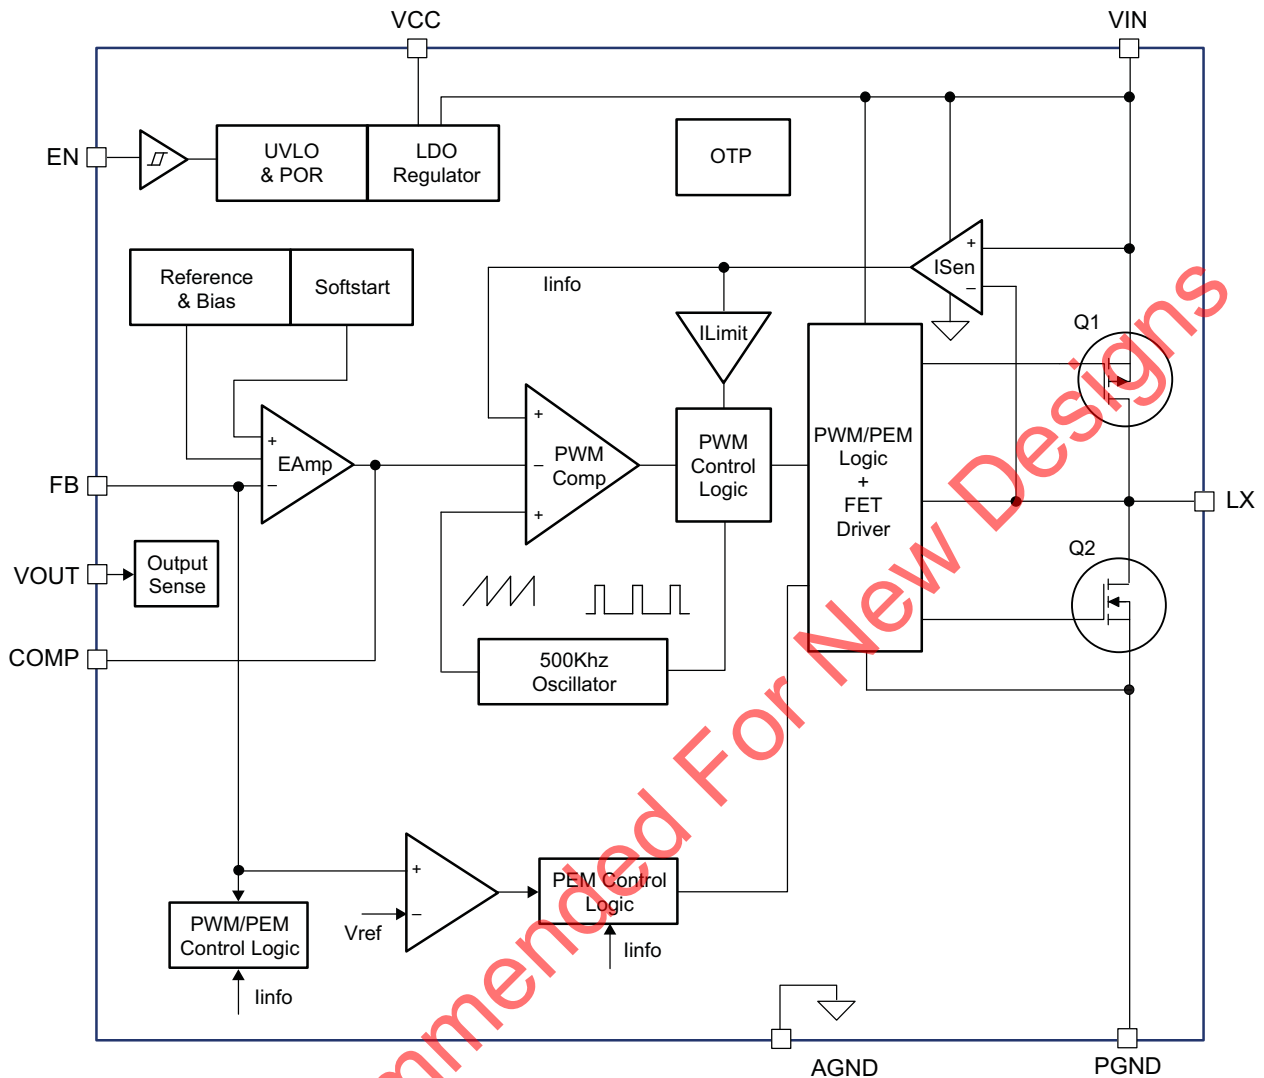 VCC
VIN
EN
UVLO
& POR
LDO
Regulator
OTP
Reference
& Bias
Softstart
Iinfo
+
ISen
−
ILimit
Q1
+
EAmp
−
+
−
PWM
Comp
+
PWM
Control
Logic
PWM/PEM
Logic
+
FET
Driver
FB
LX
VOUT
Output
Sense
Q2
COMP
500Khz
Oscillator
+
−
Vref
PEM Control
Logic
Iinfo
PWM/PEM
Control Logic
Iinfo
AGND
PGND
mmended For New Designs